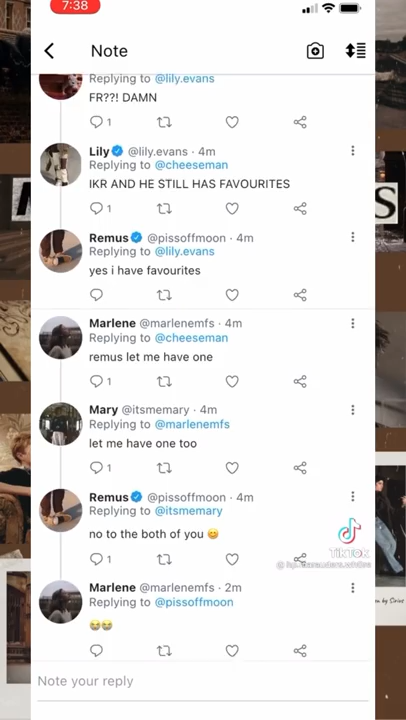 7:38
Note
Replying to @lily.evans
FR??! DAMN
1
Lily @lily.evans · 4m
Replying to @cheeseman
IKR AND HE STILL HAS FAVOURITES
1
Remus @pissoffmoon · 4m
Replying to @lily.evans
yes i have favourites
Marlene @marlenemfs · 4m
Replying to @cheeseman
remus let me have one
1
Mary @itsmemary · 4m
Replying to @marlenemfs
let me have one too
1
Remus @pissoffmoon · 4m
Replying to @itsmemary
no to the both of you 😊
1
TikTok
Marlene @marlenemfs · 2m
Replying to @pissoffmoon
😭😭
Note your reply